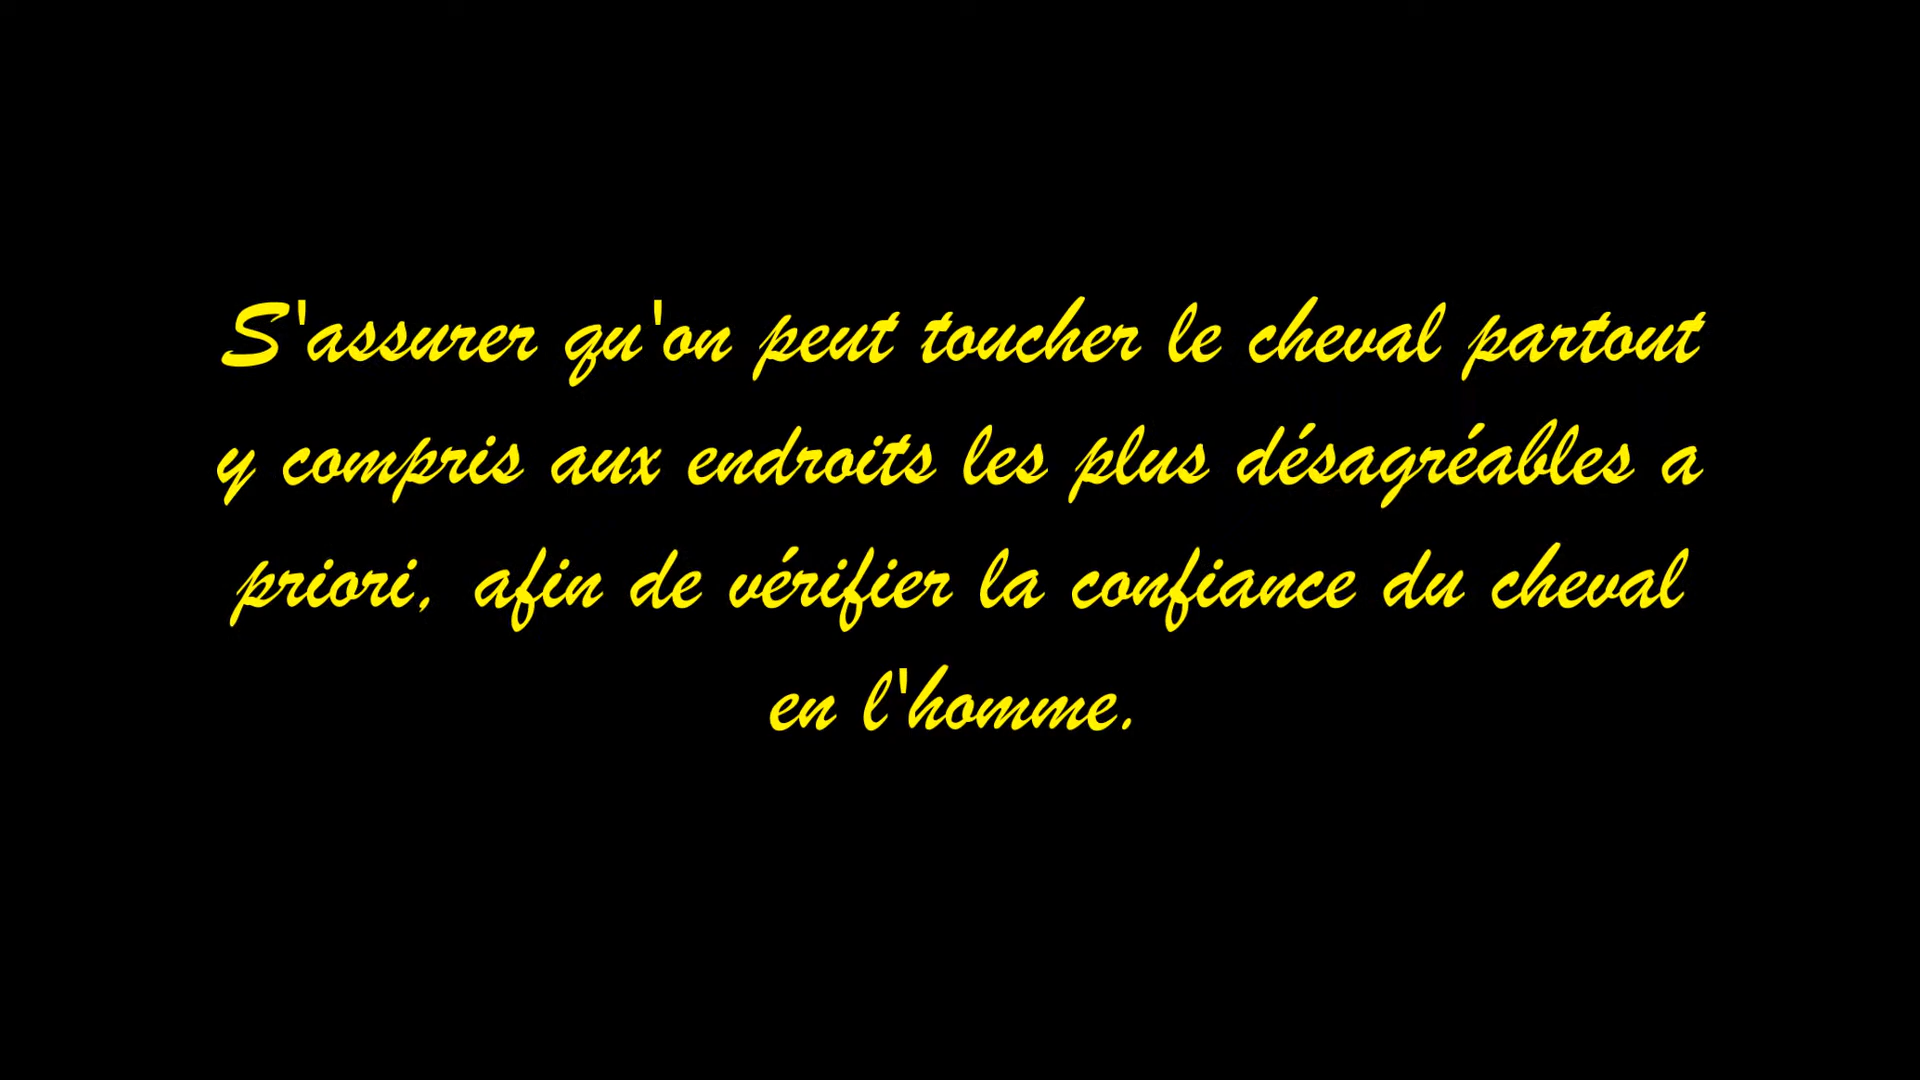 S'assurer qu'on peut toucher le cheval partout
y compris aux endroits les plus désagréables a
priori, afin de vérifier la confiance du cheval
en l'homme.